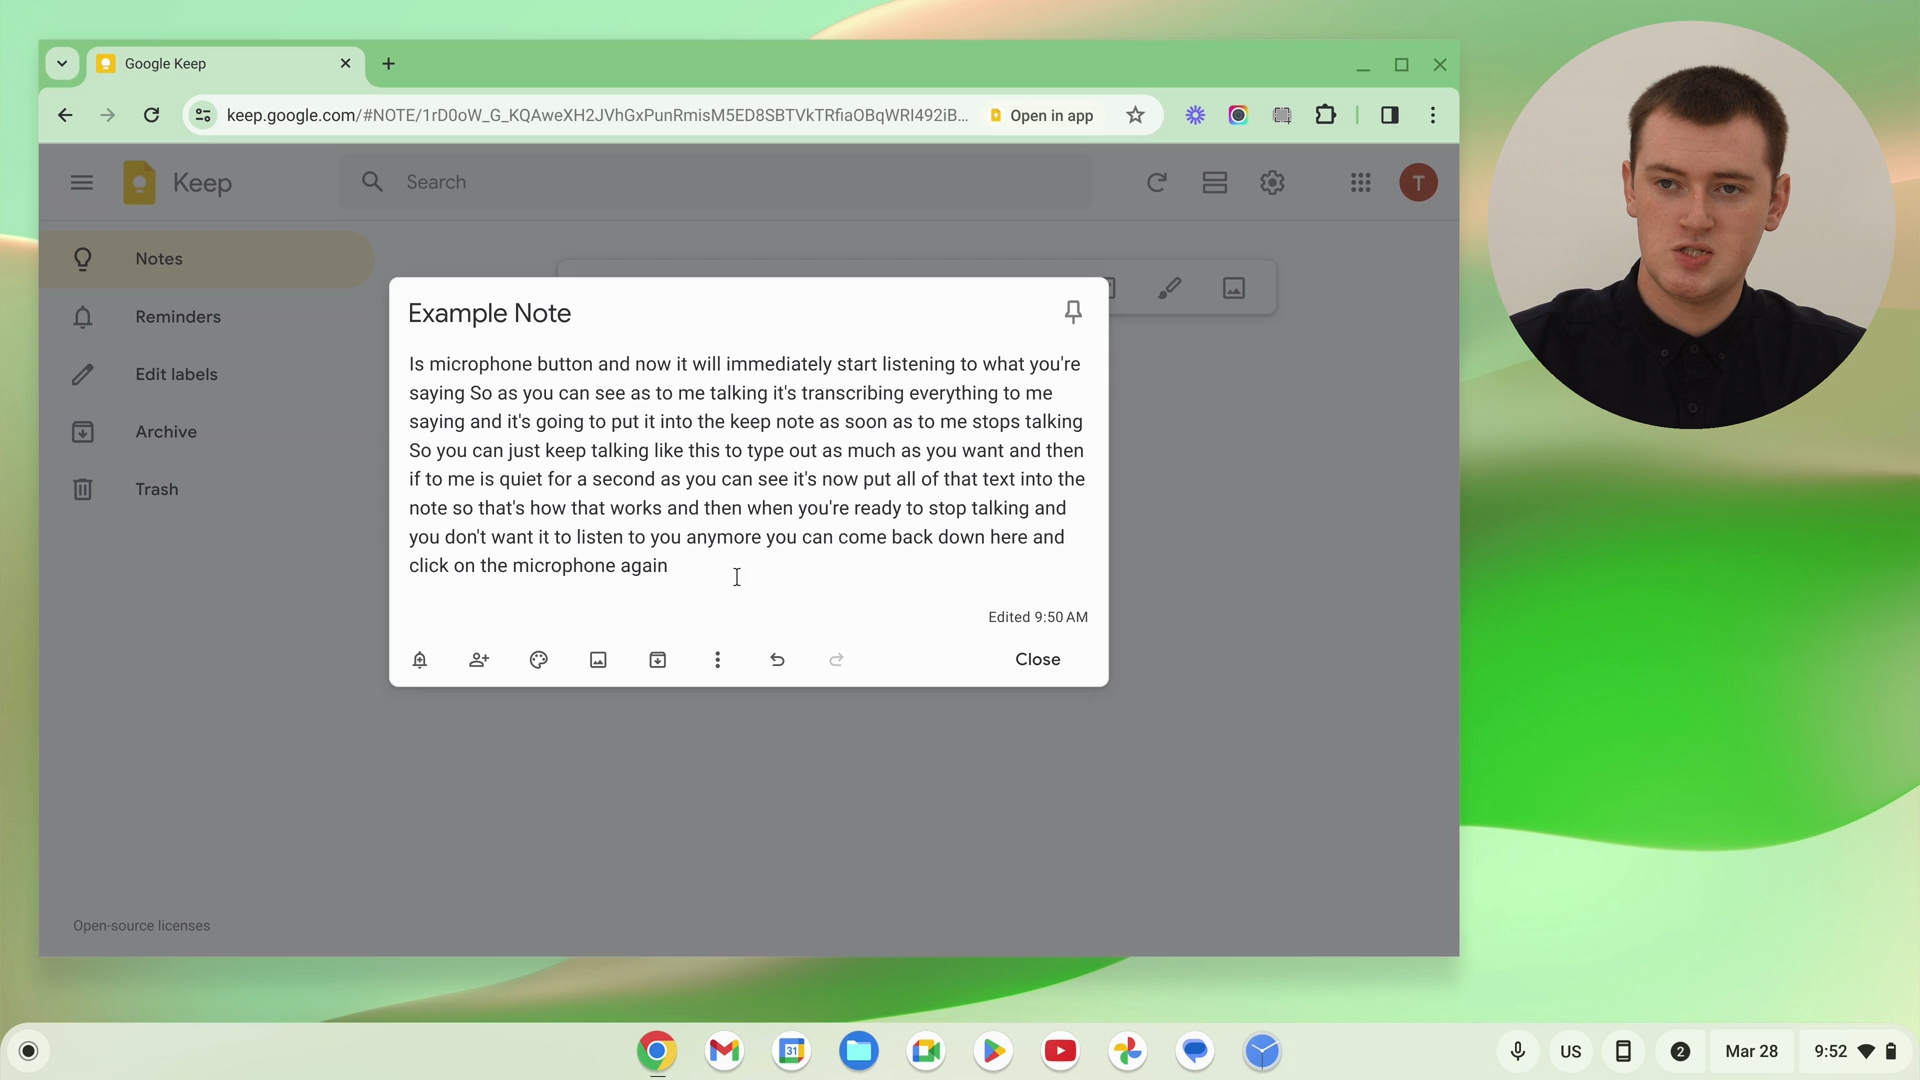 Google Keep
keep.google.com/#NOTE/1rD0oW_G_KQAweXH2JVhGxPunRmisM5ED8SBTVkTRfiaOBqWRI492iB...
Open in app
Keep
Search
T
Notes
Reminders
Edit labels
Archive
Trash
Example Note
Is microphone button and now it will immediately start listening to what you're
saying So as you can see as to me talking it's transcribing everything to me
saying and it's going to put it into the keep note as soon as to me stops talking
So you can just keep talking like this to type out as much as you want and then
if to me is quiet for a second as you can see it's now put all of that text into the
note so that's how that works and then when you're ready to stop talking and
you don't want it to listen to you anymore you can come back down here and
click on the microphone again
Edited 9:50 AM
Close
Open-source licenses
31
US
2
Mar 28
9:52